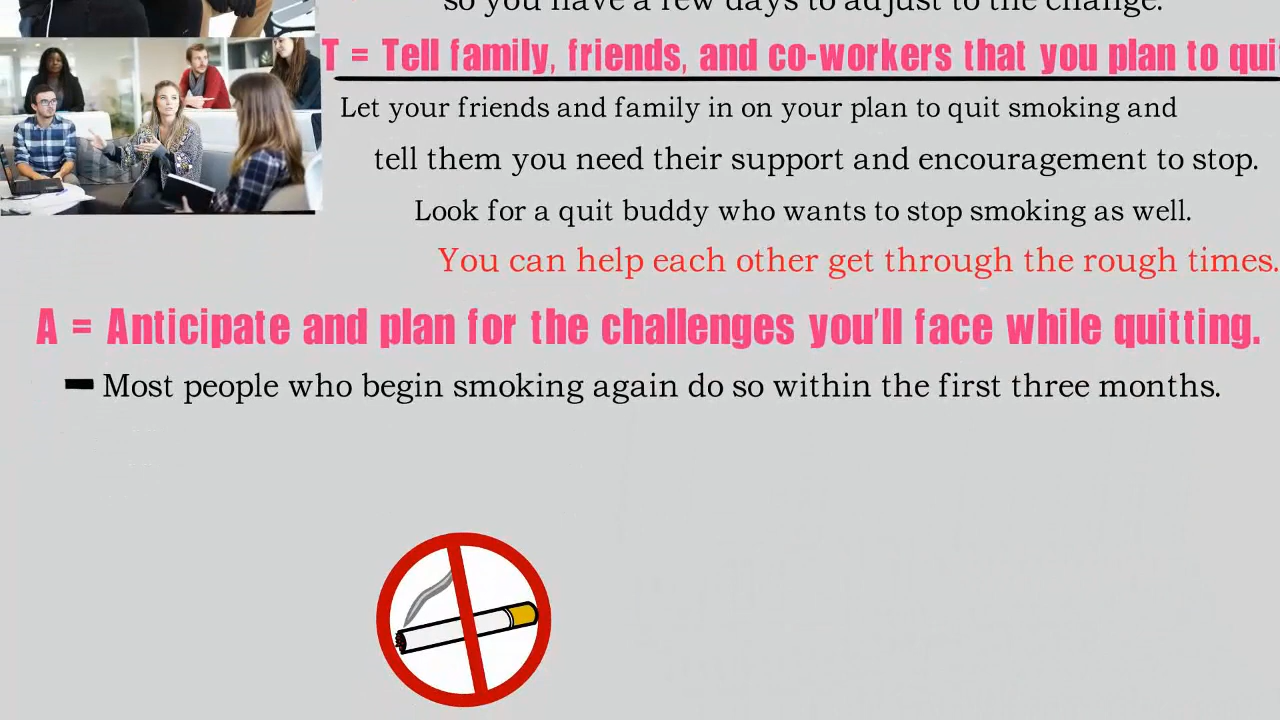 so you have a few days to adjust to the change.
T = Tell family, friends, and co-workers that you plan to qui
Let your friends and family in on your plan to quit smoking and
tell them you need their support and encouragement to stop.
Look for a quit buddy who wants to stop smoking as well.
You can help each other get through the rough times.
A = Anticipate and plan for the challenges you'll face while quitting.
Most people who begin smoking again do so within the first three months.